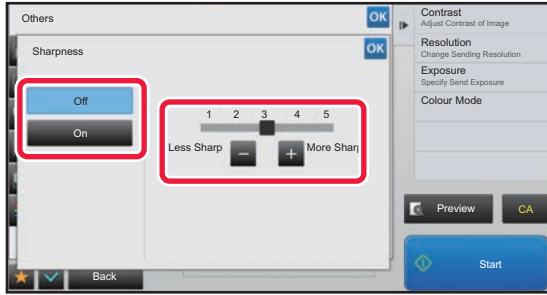 Others
OK
Sharpness
OK
Off
On
1 2 3 4 5
Less Sharp
More Sharp
Contrast
Adjust Contrast of Image
Resolution
Change Sending Resolution
Exposure
Specify Send Exposure
Colour Mode
Preview
CA
Start
Back